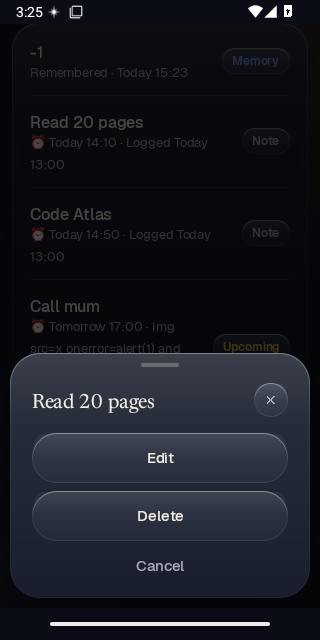 3:25
-1
Remembered · Today 15:23
Memory
Read 20 pages
⏰ Today 14:10 · Logged Today
13:00
Note
Code Atlas
⏰ Today 14:50 · Logged Today
13:00
Note
Call mum
⏰ Tomorrow 17:00 · Img
src=x onerror=alert(1) and
Upcoming
Read 20 pages
×
Edit
Delete
Cancel